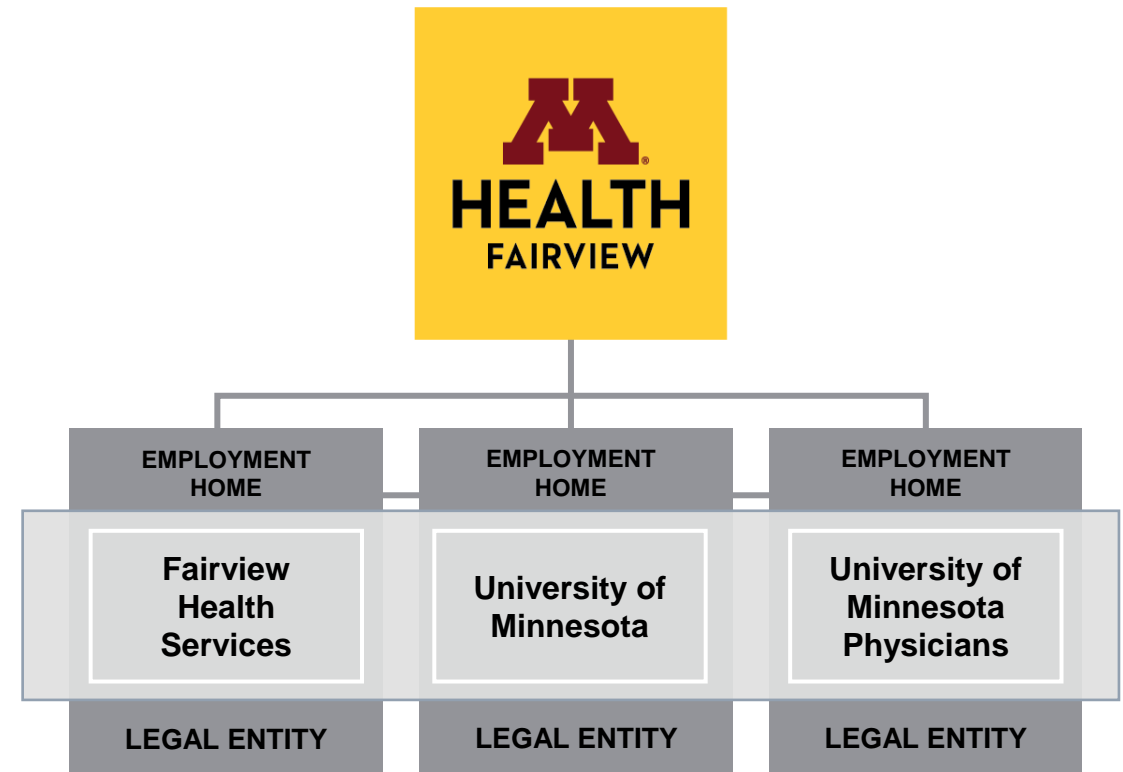 M®
HEALTH
FAIRVIEW
EMPLOYMENT
HOME
Fairview
Health
Services
LEGAL ENTITY
EMPLOYMENT
HOME
University of
Minnesota
LEGAL ENTITY
EMPLOYMENT
HOME
University of
Minnesota
Physicians
LEGAL ENTITY